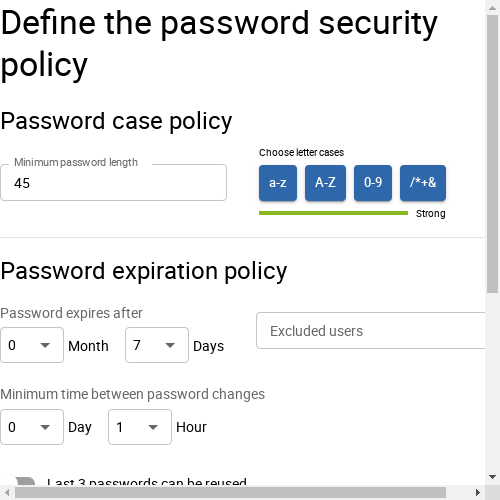 Define the password security
policy
Password case policy
Minimum password length
45
Choose letter cases
a-z A-Z 0-9 /*+&
Strong
Password expiration policy
Password expires after
0 Month 7 Days
Excluded users
Minimum time between password changes
0 Day 1 Hour
Last 3 passwords can be reused